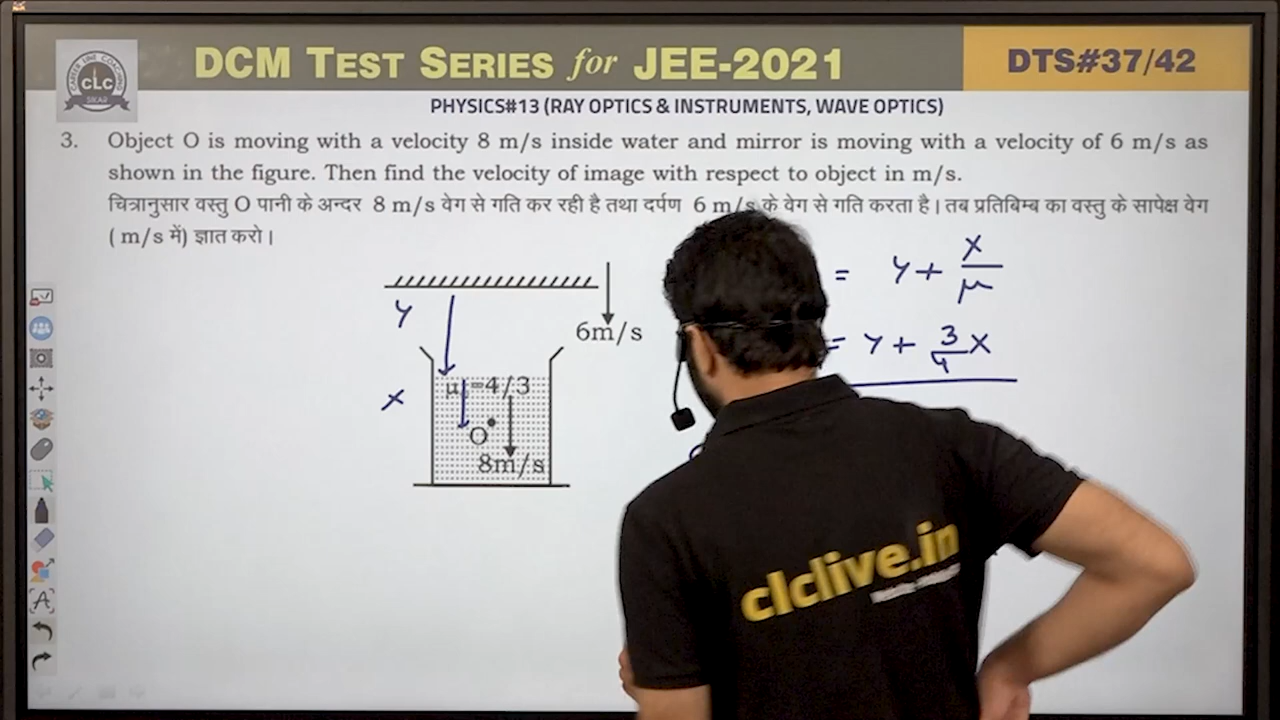 DCM TEST SERIES for JEE-2021
DTS#37/42
CLC
SIKAR
PHYSICS#13 (RAY OPTICS & INSTRUMENTS, WAVE OPTICS)
3. Object O is moving with a velocity 8 m/s inside water and mirror is moving with a velocity of 6 m/s as
shown in the figure. Then find the velocity of image with respect to object in m/s.
चित्रानुसार वस्तु O पानी के अन्दर 8 m/s वेग से गति कर रही है तथा दर्पण 6 m/s के वेग से गति करता है। तब प्रतिबिम्ब का वस्तु के सापेक्ष वेग
( m/s में) ज्ञात करो।
= y + x/μ
y
6m/s
= y + 3/4 x
μ=4/3
x
O
8m/s
clclive.in
A